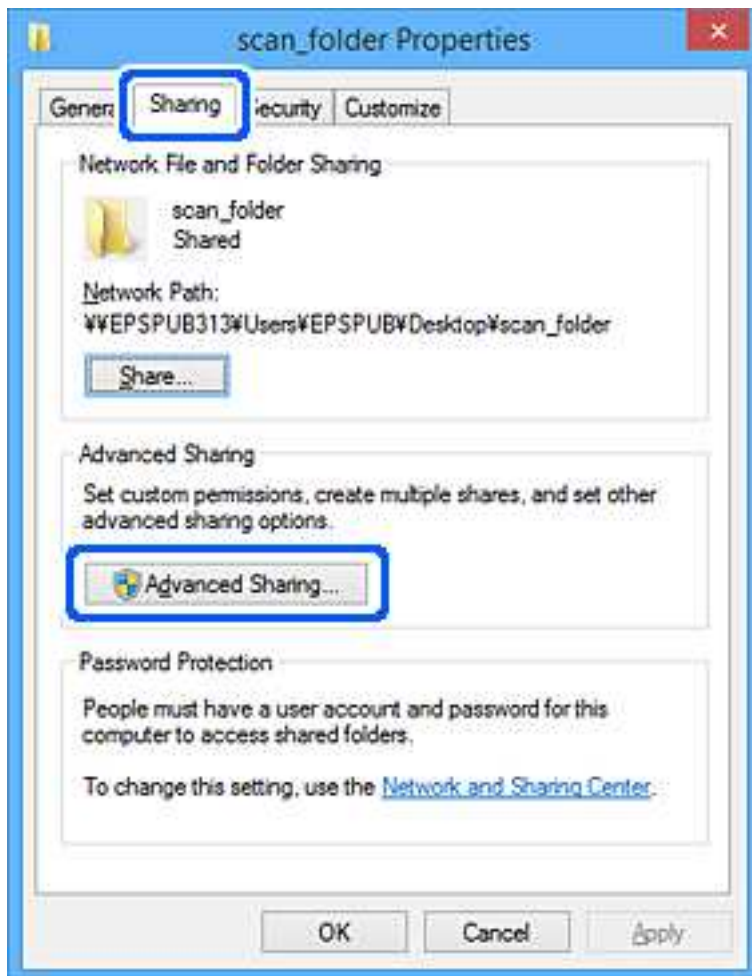 scan_folder Properties
Sharing
Customize
Network File and Folder Sharing
scan_folder
Shared
Network Path:
¥¥EPSPUB313¥Users¥EPSPUB¥Desktop¥scan_folder
Share...
Advanced Sharing
Set custom permissions, create multiple shares, and set other
advanced sharing options.
Advanced Sharing...
Password Protection
People must have a user account and password for this
computer to access shared folders.
To change this setting, use the Network and Sharing Center.
OK
Cancel
Apply